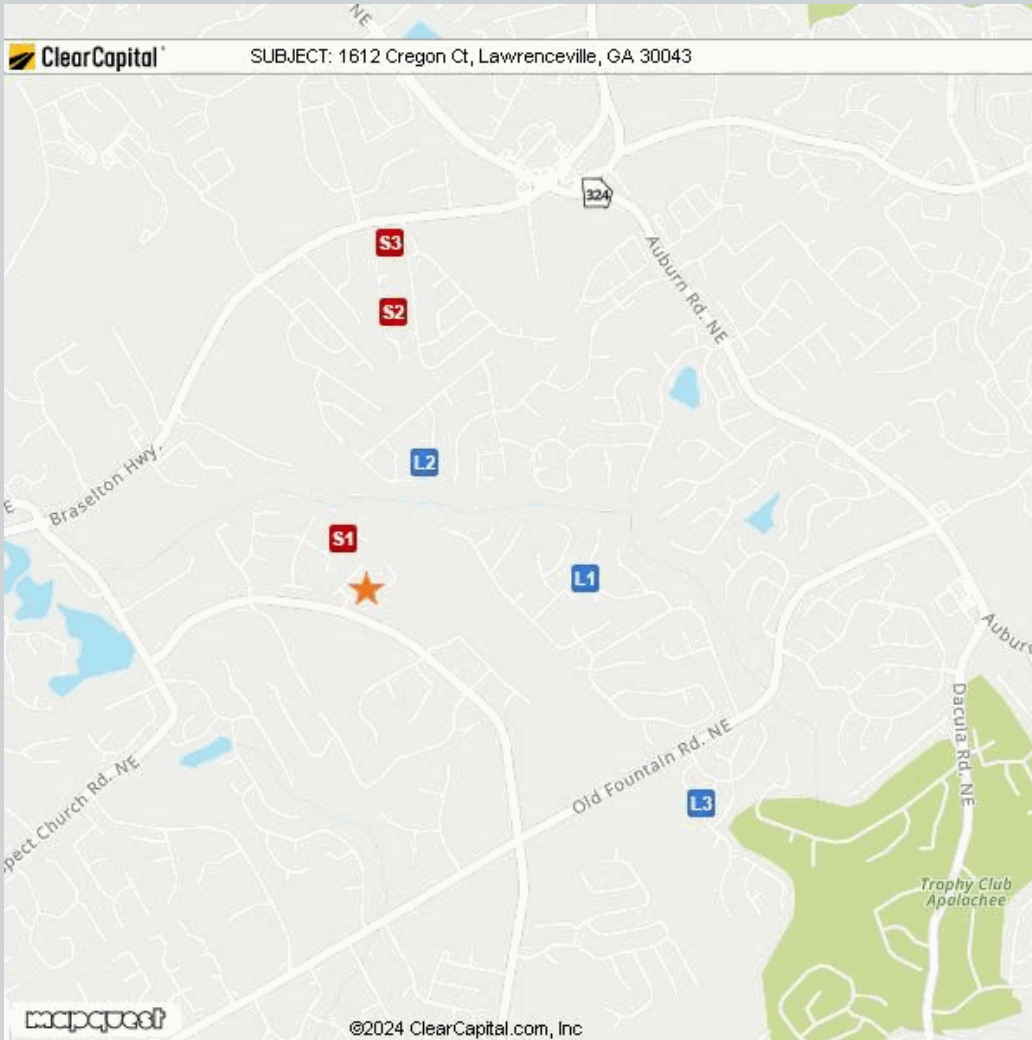 NE
ClearCapital
SUBJECT: 1612 Cregon Ct, Lawrenceville, GA 30043
324
S3
Auburn Rd. NE
S2
L2
Braselton Hwy.
E
S1
L1
Auburn
Dacula Rd. NE
Old Fountain Rd. NE
L3
spect Church Rd. NE
Trophy Club
Apalachee
mapquest
©2024 ClearCapital.com, Inc